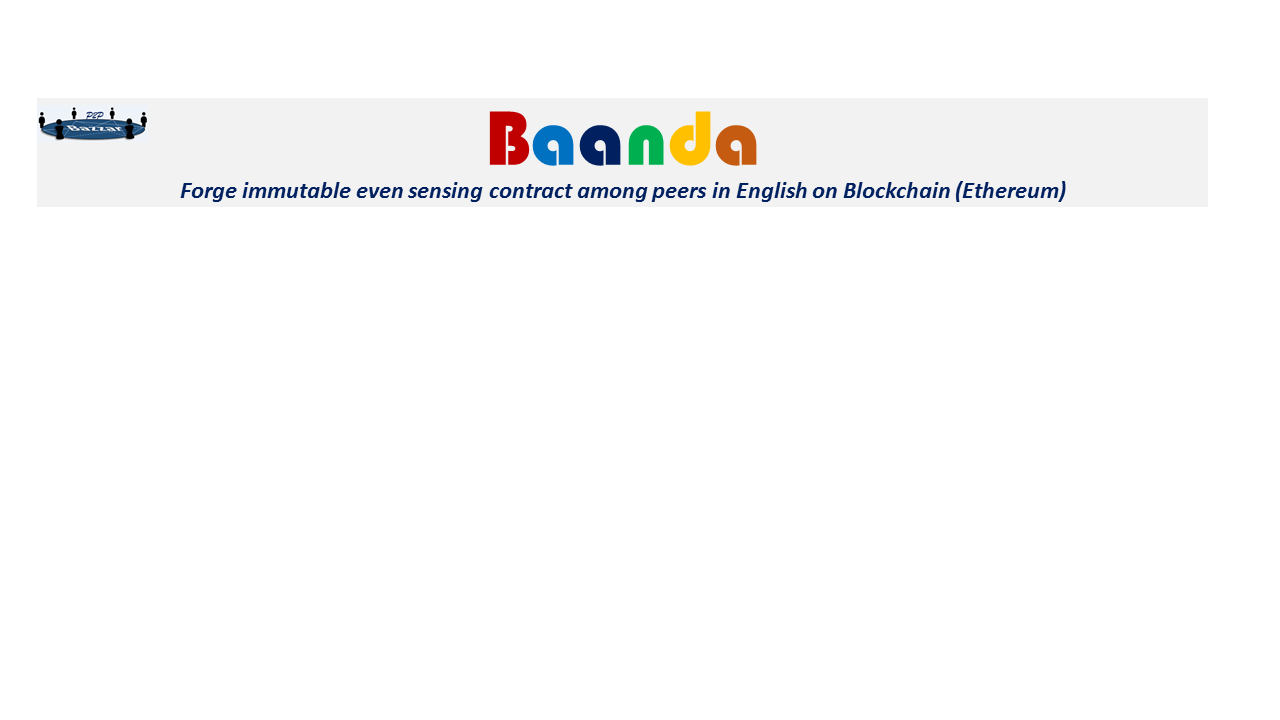 P2P
Bazzar
Baanda
Forge immutable even sensing contract among peers in English on Blockchain (Ethereum)